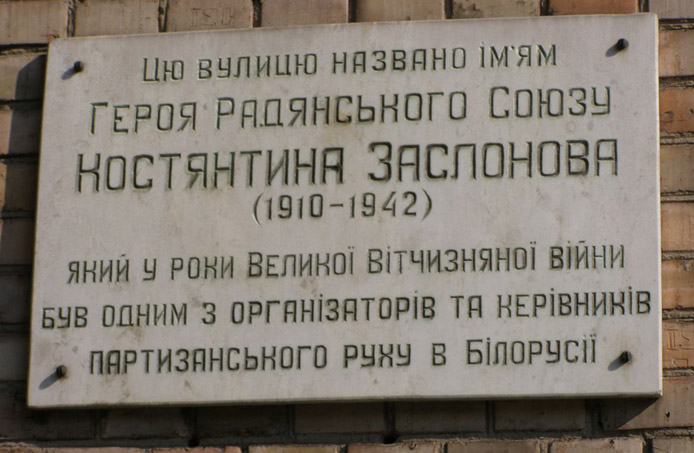 Цю вулицю названо ім'ям
Героя Радянського Союзу
Костянтина Заслонова
(1910-1942)
який у роки Великої Вітчизняної війни
був одним з організаторів та керівників
партизанського руху в Білорусії